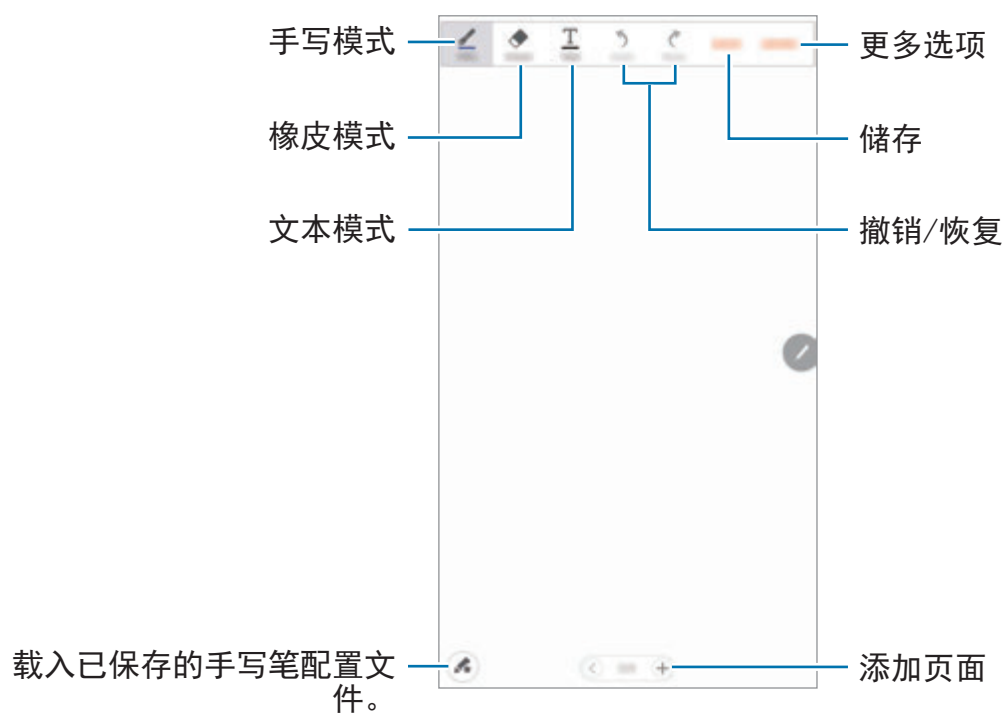 手写模式
更多选项
橡皮模式
储存
文本模式
撤销/恢复
T
载入已保存的手写笔配置文
件。
添加页面